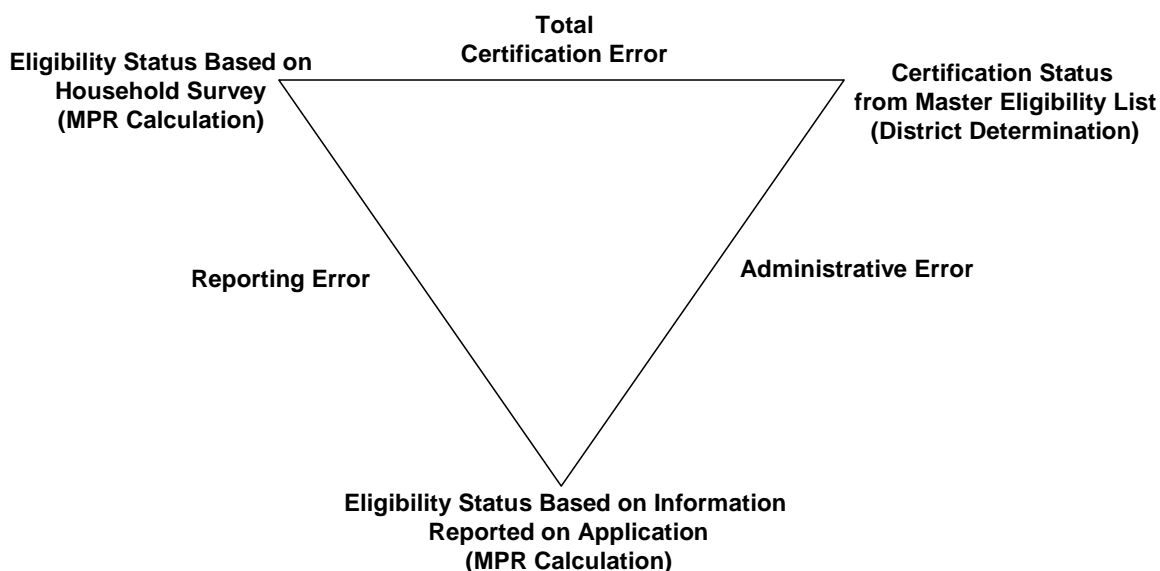 Total
Certification Error
Eligibility Status Based on
Household Survey
(MPR Calculation)
Certification Status
from Master Eligibility List
(District Determination)
Reporting Error
Administrative Error
Eligibility Status Based on Information
Reported on Application
(MPR Calculation)